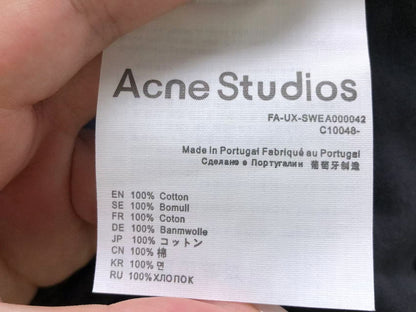 Acne Studios
FA-UX-SWEA000042
C10048-
Made in Portugal Fabriqué au Portugal
Сделано в Португалии 葡萄牙制造
EN 100% Cotton
SE 100% Bomull
FR 100% Coton
DE 100% Banmwolle
JP 100% コットン
CN 100% 棉
KR 100% 면
RU 100% ХЛОПОК